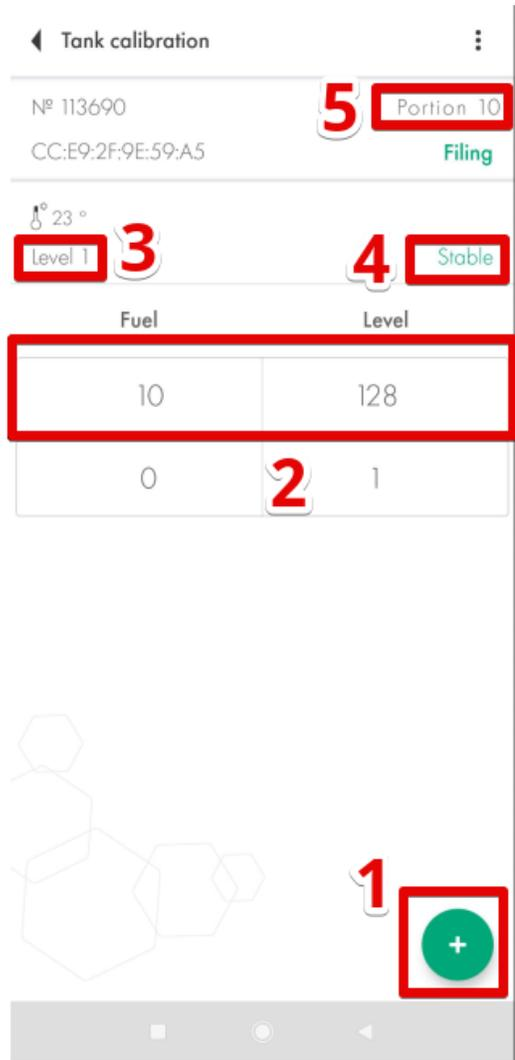 Tank calibration
Nº 113690
5
Portion 10
CC:E9:2F:9E:59:A5
Filing
23 °
Level 1
3
4
Stable
Fuel Level
10 128
0 1
2
1
+